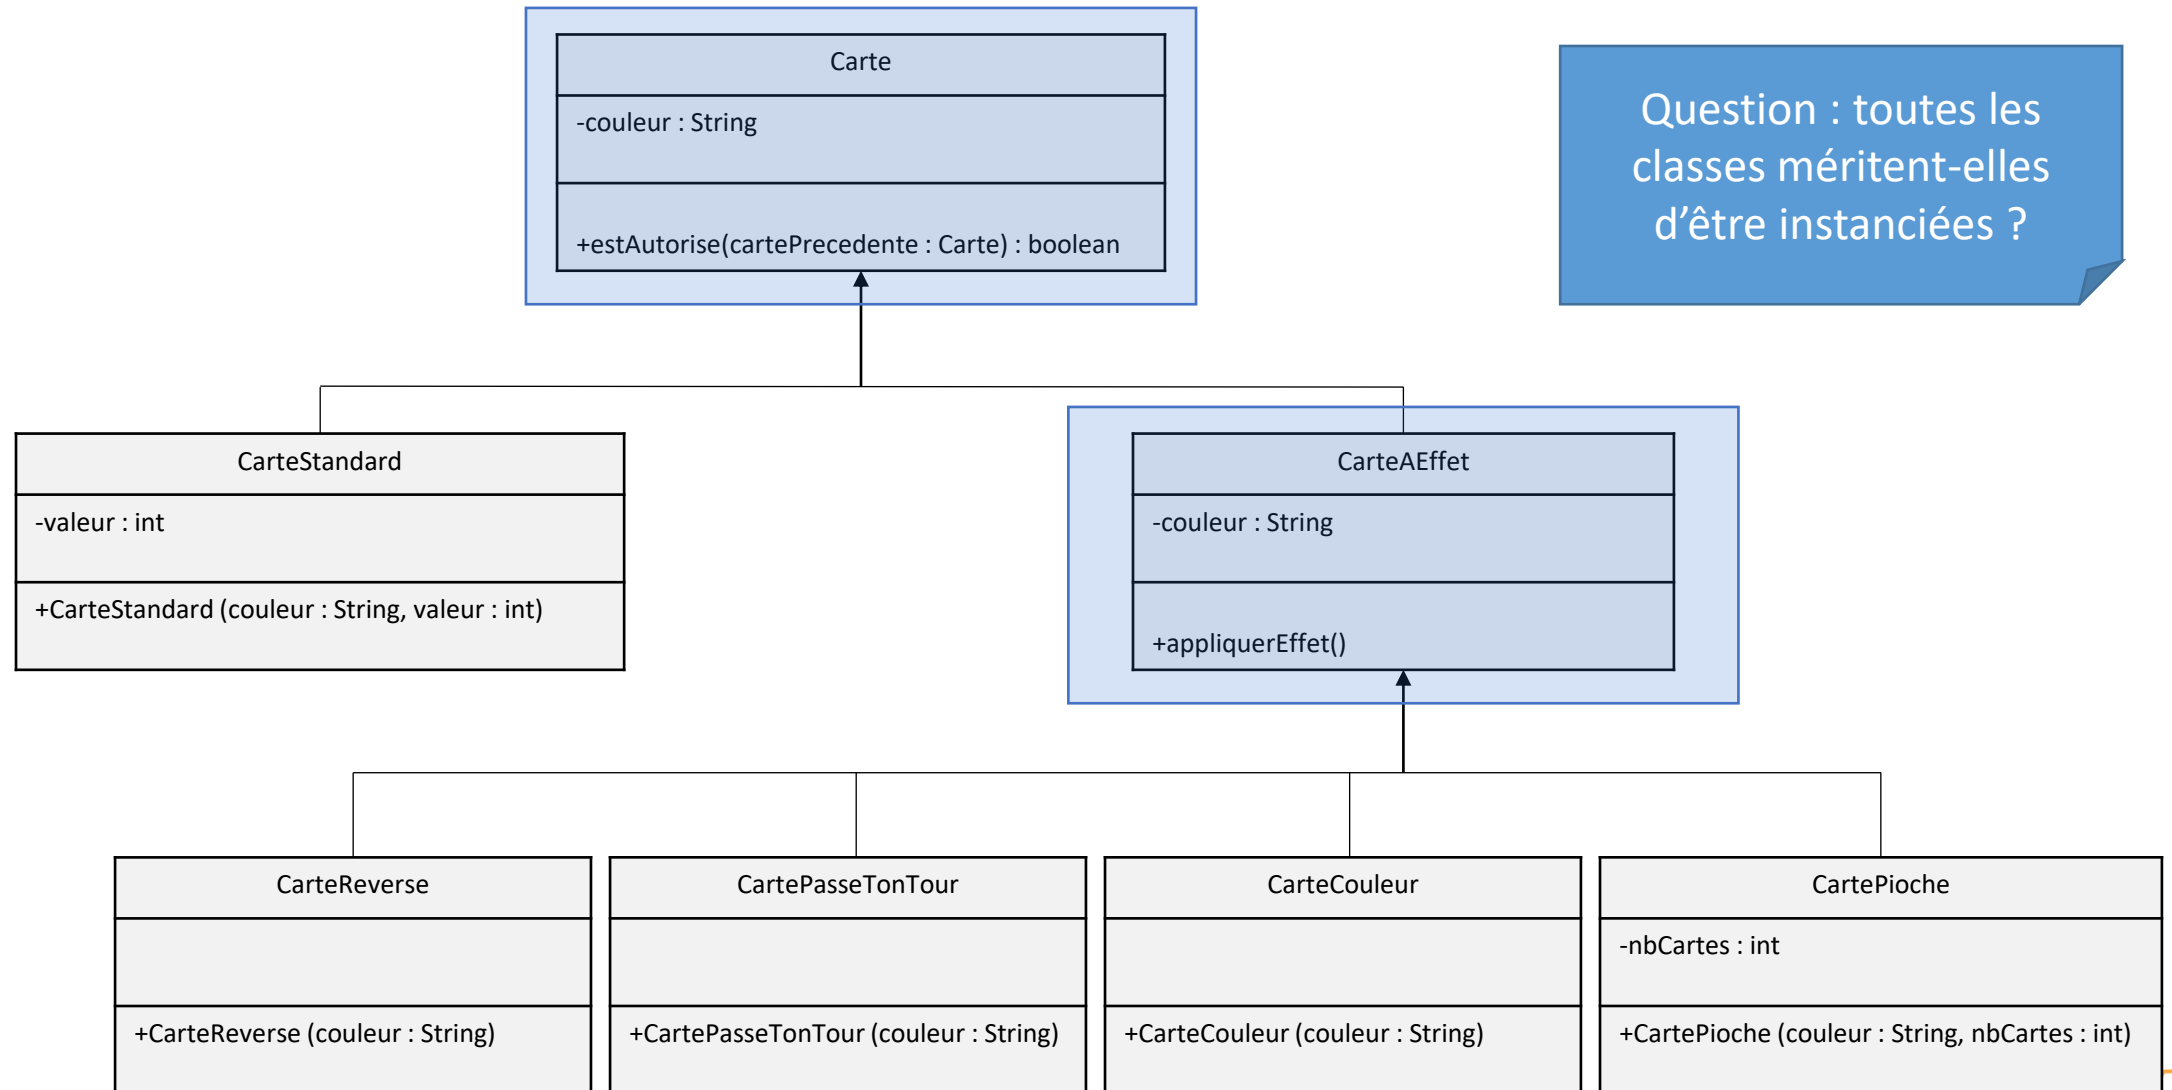 Carte
-couleur : String
+estAutorise(cartePrecedente : Carte) : boolean
Question : toutes les
classes méritent-elles
d’être instanciées ?
CarteStandard
-valeur : int
+CarteStandard (couleur : String, valeur : int)
CarteAEffet
-couleur : String
+appliquerEffet()
CarteReverse
+CarteReverse (couleur : String)
CartePasseTonTour
+CartePasseTonTour (couleur : String)
CarteCouleur
+CarteCouleur (couleur : String)
CartePioche
-nbCartes : int
+CartePioche (couleur : String, nbCartes : int)